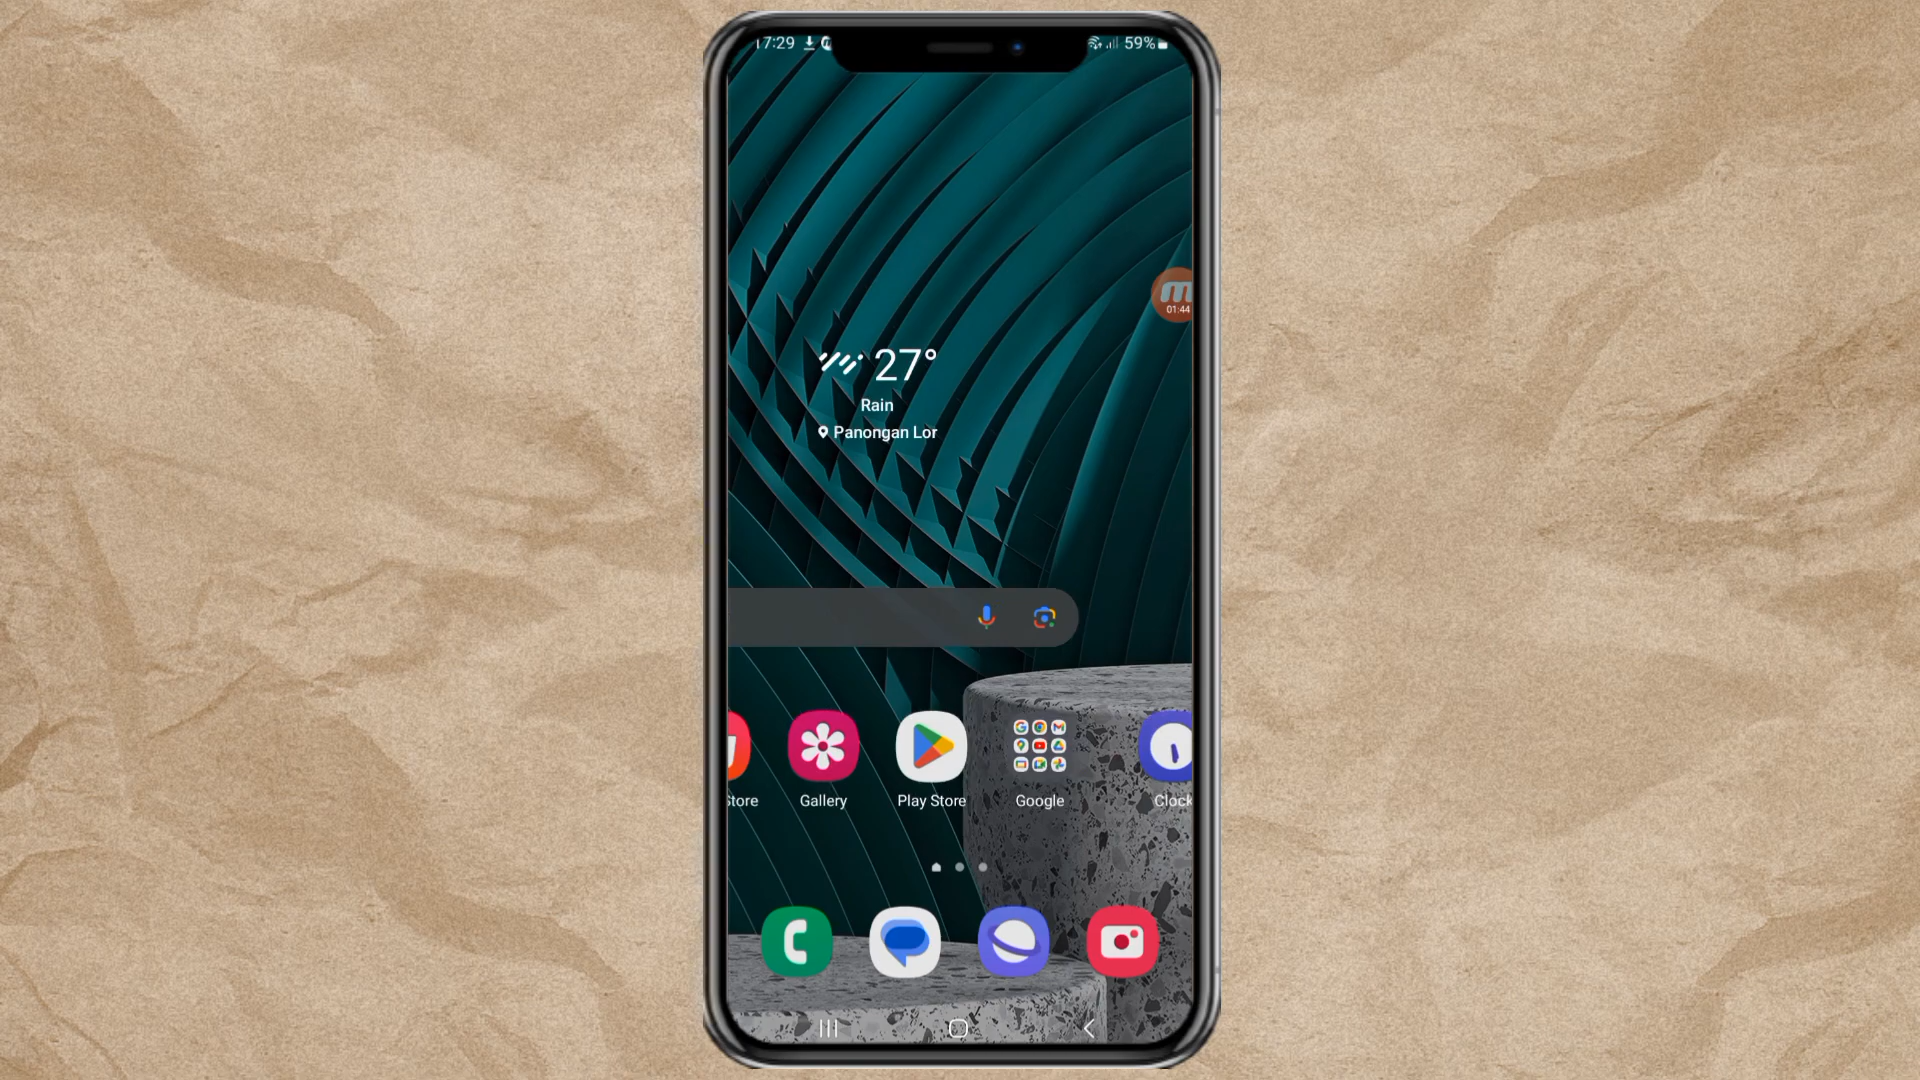 17:29
59%
01:44
27°
Rain
Panongan Lor
Store
Gallery
Play Store
Google
Clock